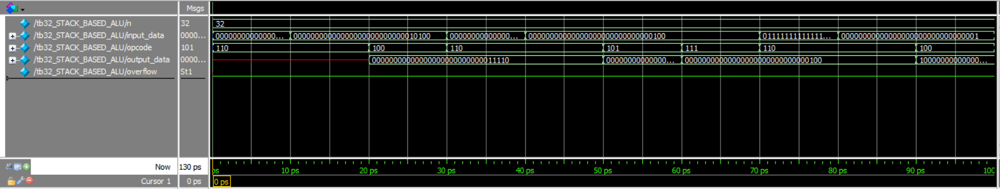 Msgs
/tb32_STACK_BASED_ALU/n 32 32
/tb32_STACK_BASED_ALU/input_data 0000... 00000000000000... 00000000000000000000000000010100 00000000000000... 00000000000000000000000000000100 01111111111111... 00000000000000000000000000000001
/tb32_STACK_BASED_ALU/opcode 101 110 100 110 101 111 110 100
/tb32_STACK_BASED_ALU/output_data 0000... 00000000000000000000000000011110 00000000000000... 00000000000000000000000000000100 10000000000000...
/tb32_STACK_BASED_ALU/overflow St1
Now 130 ps ps 10 ps 20 ps 30 ps 40 ps 50 ps 60 ps 70 ps 80 ps 90 ps 100
Cursor 1 0 ps 0 ps